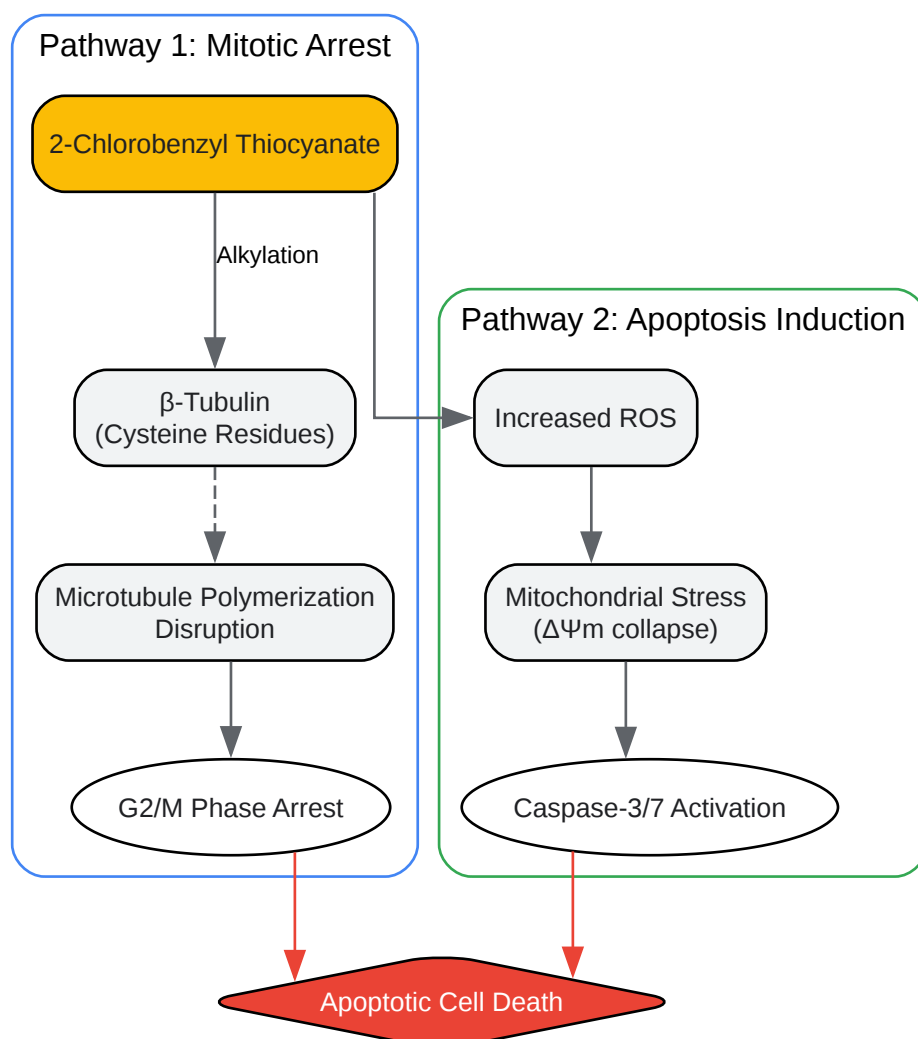 Pathway 1: Mitotic Arrest
2-Chlorobenzyl Thiocyanate
Alkylation
β-Tubulin
(Cysteine Residues)
Microtubule Polymerization
Disruption
G2/M Phase Arrest
Pathway 2: Apoptosis Induction
Increased ROS
Mitochondrial Stress
(ΔΨm collapse)
Caspase-3/7 Activation
Apoptotic Cell Death